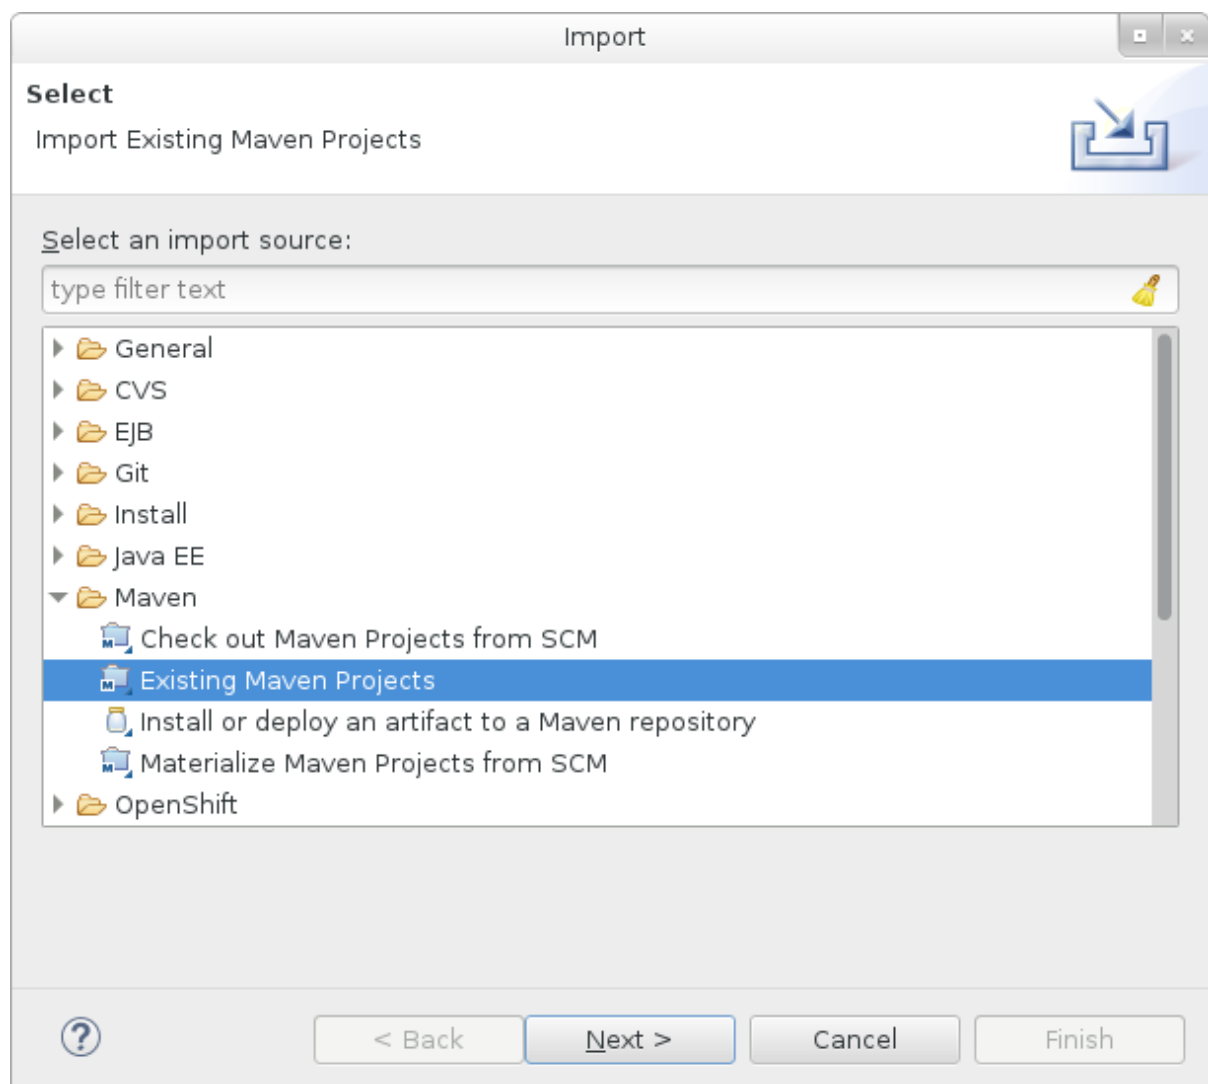 Import
Select
Import Existing Maven Projects
Select an import source:
type filter text
General
CVS
EJB
Git
Install
Java EE
Maven
Check out Maven Projects from SCM
Existing Maven Projects
Install or deploy an artifact to a Maven repository
Materialize Maven Projects from SCM
OpenShift
? < Back Next > Cancel Finish